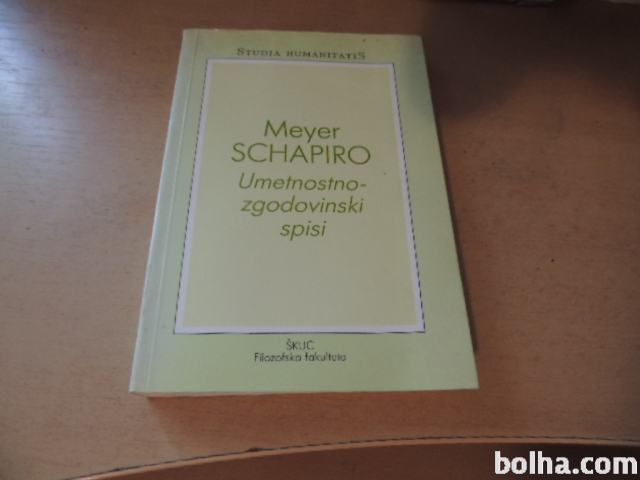 STUDIA HUMANITATIS
Meyer
SCHAPIRO
Umetnostno-
zgodovinski
spisi
ŠKUC
Filozofska fakulteta
bolha.com